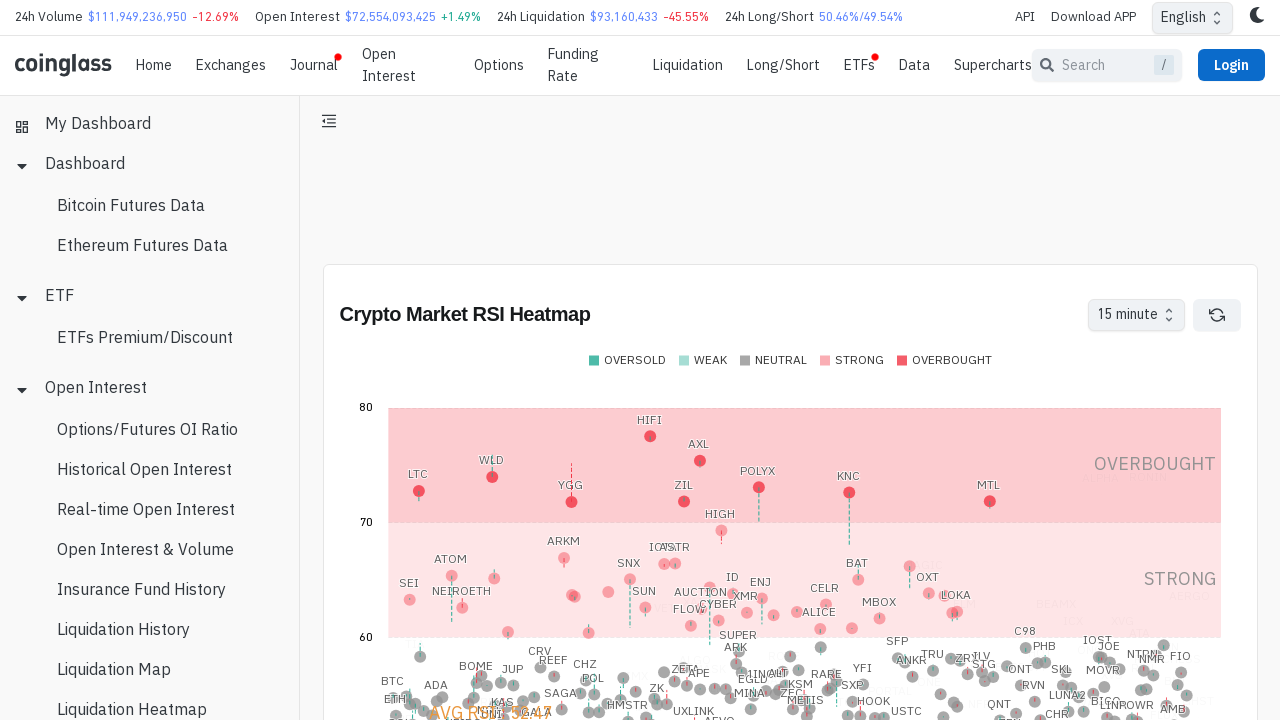 24h Volume $111,949,236,950 -12.69% Open Interest $72,554,093,425 +1.49% 24h Liquidation $93,160,433 -45.55% 24h Long/Short 50.46%/49.54% API Download APP English
coinglass Home Exchanges Journal Open Interest Options Funding Rate Liquidation Long/Short ETFs Data Supercharts Search / Login
My Dashboard
Dashboard
Bitcoin Futures Data
Ethereum Futures Data
ETF
ETFs Premium/Discount
Open Interest
Options/Futures OI Ratio
Historical Open Interest
Real-time Open Interest
Open Interest & Volume
Insurance Fund History
Liquidation History
Liquidation Map
Liquidation Heatmap
Crypto Market RSI Heatmap 15 minute
OVERSOLD WEAK NEUTRAL STRONG OVERBOUGHT
80
HIFI
AXL
OVERBOUGHT
LTC WLD YGG ZIL POLYX KNC MTL
70
HIGH
ARKM ASTR
ATOM SNX BAT
STRONG
SEI NEIROETH SUN AUCTION ID ENJ CELR OXT
FLOW CYBER XMR ALICE MBOX LOKA
60
SUPER C98
ARK SFP IOST JOE
CRV REEF TRU ZRX ILV PHB NTRN NMR FIO
BOME JUP CHZ ZETA APE RARE YFI ANKR STG ONT SKL MOVR
BTC ADA POL EGLD KSM SXP RVN
ETH KAS SAGA HMSTR ZK MINA ZEC METIS HOOK QNT LUNA2 BICO
GALA UXLINK USTC CHR AMB
AVG RSI: 52.47